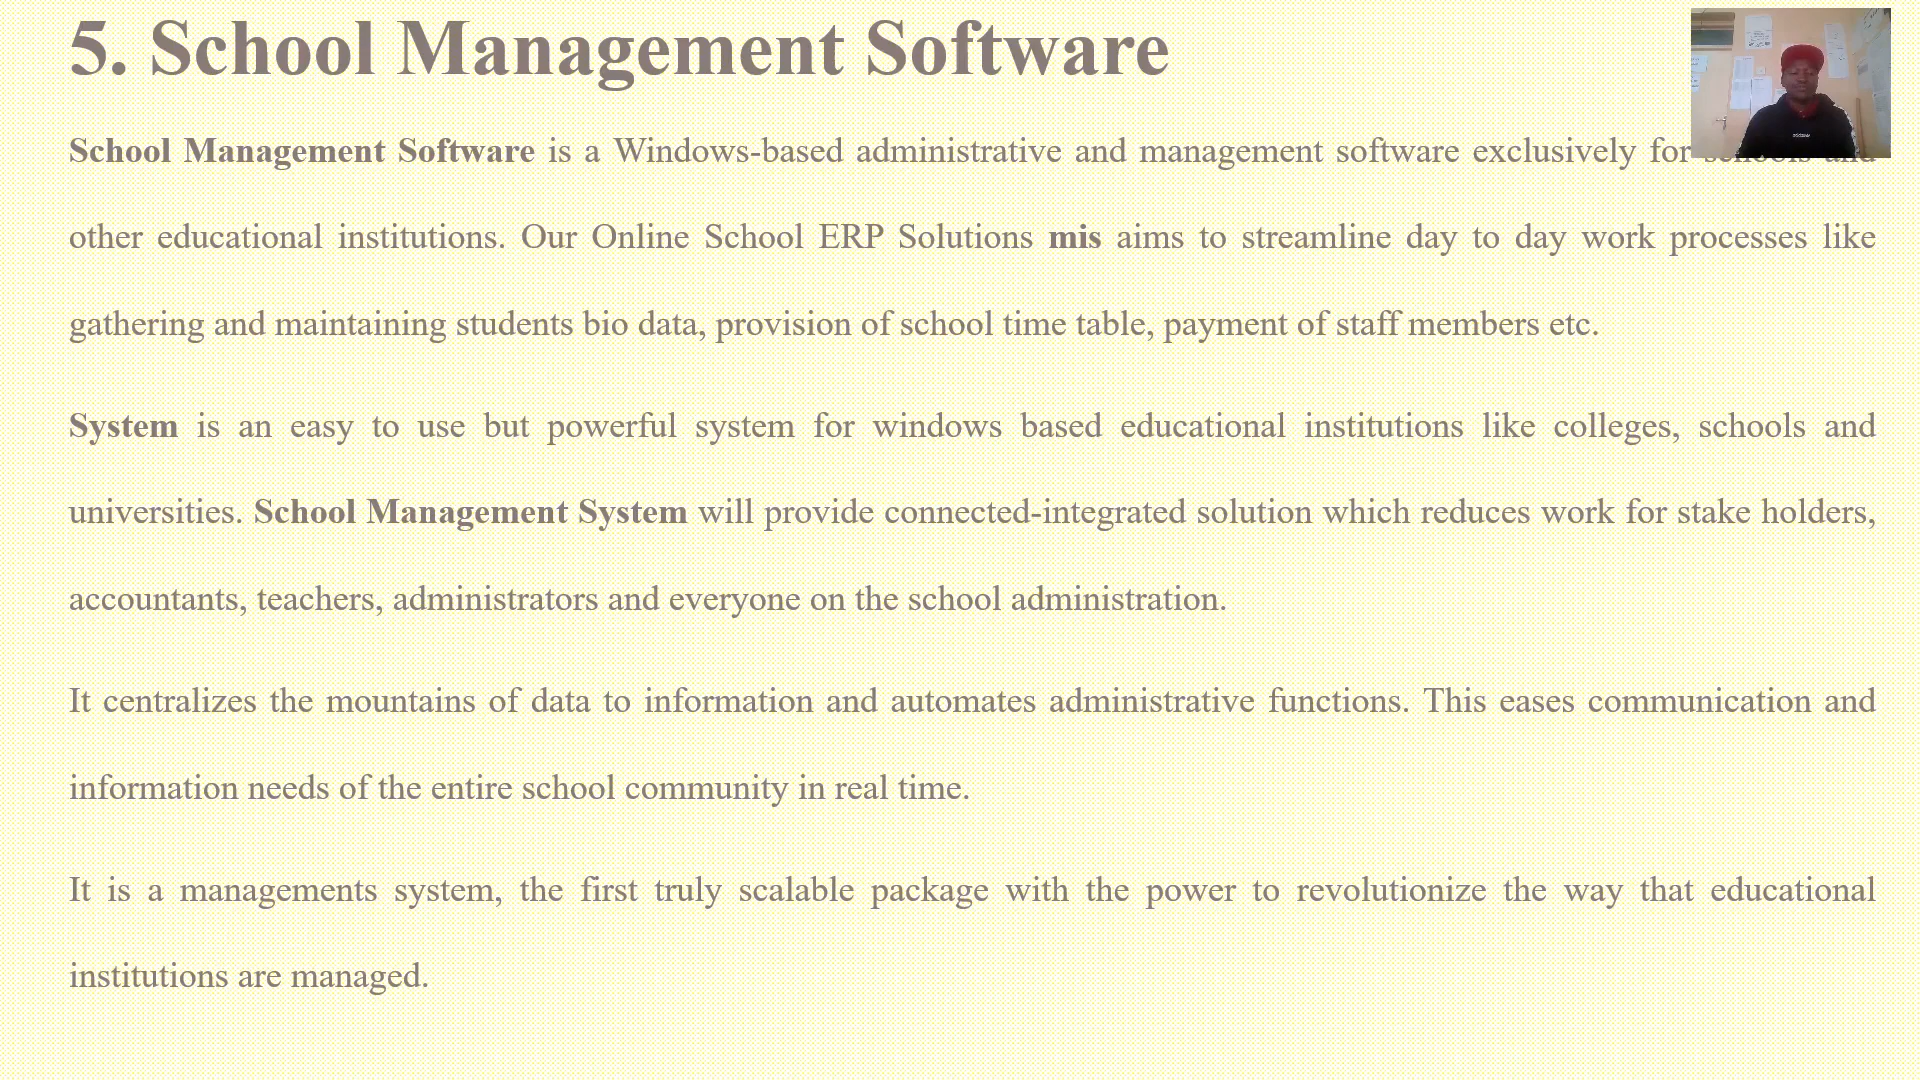 5. School Management Software
School Management Software is a Windows-based administrative and management software exclusively for schools and
other educational institutions. Our Online School ERP Solutions mis aims to streamline day to day work processes like
gathering and maintaining students bio data, provision of school time table, payment of staff members etc.
System is an easy to use but powerful system for windows based educational institutions like colleges, schools and
universities. School Management System will provide connected-integrated solution which reduces work for stake holders,
accountants, teachers, administrators and everyone on the school administration.
It centralizes the mountains of data to information and automates administrative functions. This eases communication and
information needs of the entire school community in real time.
It is a managements system, the first truly scalable package with the power to revolutionize the way that educational
institutions are managed.